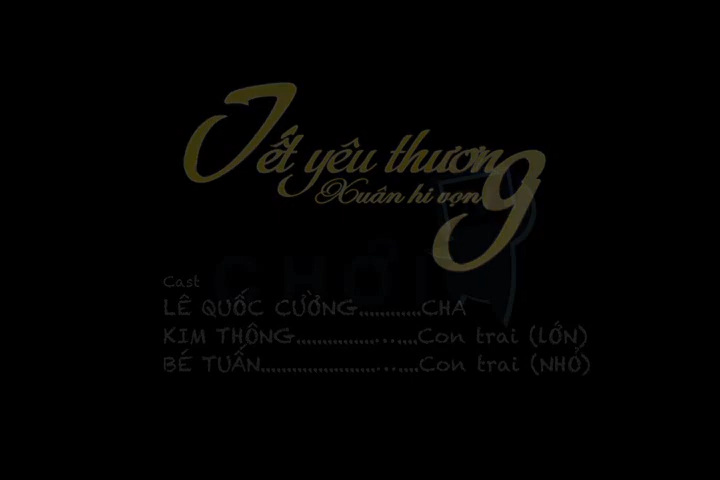 Tết yêu thương
Xuân hi vọng
CHƠI
Cast
LÊ QUỐC CƯỜNG............CHA
KIM THÔNG...................….Con trai (LỚN)
BÉ TUẤN.........................….Con trai (NHỎ)